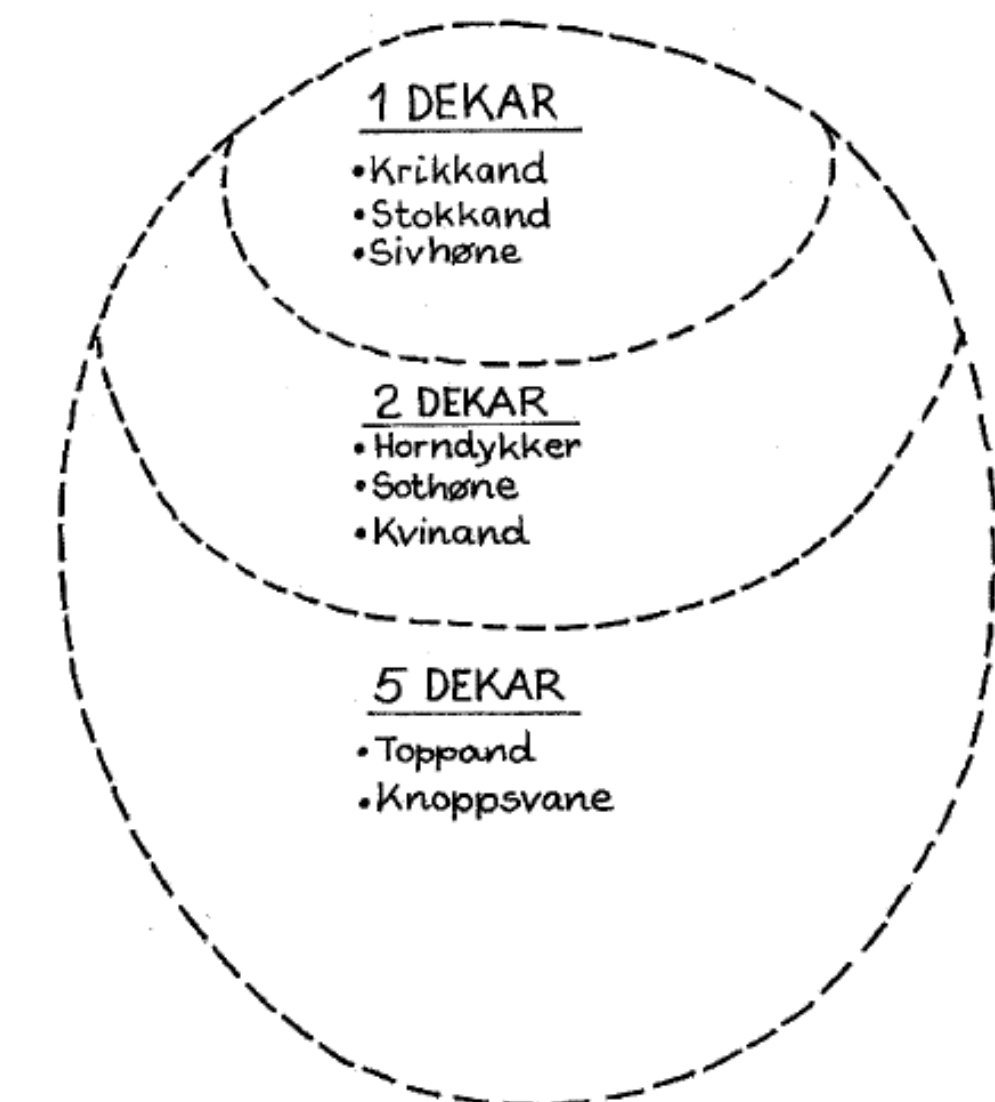 1 DEKAR
•Krikkand
•Stokkand
•Sivhøne
2 DEKAR
•Horndykker
•Sothøne
•Kvinand
5 DEKAR
•Toppand
•Knoppsvane